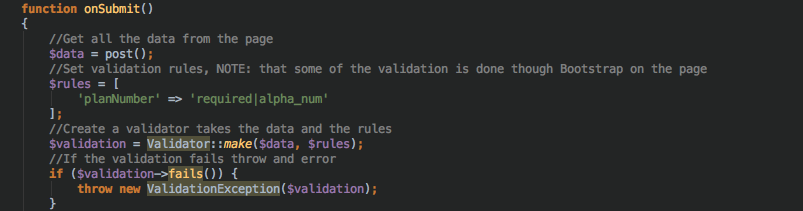 function onSubmit()
{
//Get all the data from the page
$data = post();
//Set validation rules, NOTE: that some of the validation is done though Bootstrap on the page
$rules = [
'planNumber' => 'required|alpha_num'
];
//Create a validator takes the data and the rules
$validation = Validator::make($data, $rules);
//If the validation fails throw and error
if ($validation->fails()) {
throw new ValidationException($validation);
}